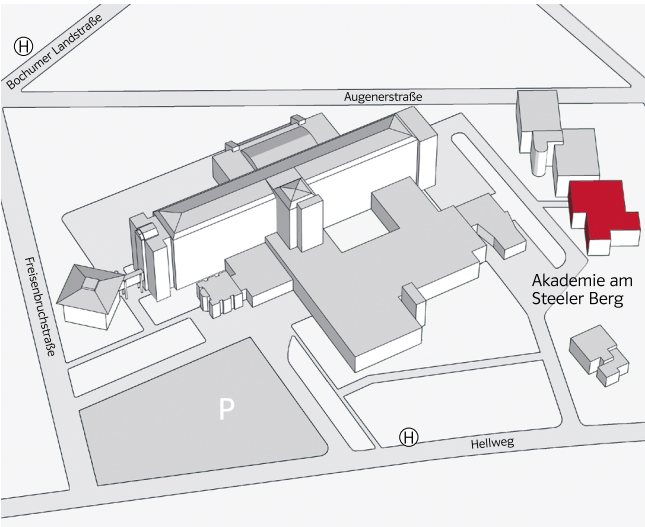 H
Bochumer Landstraße
Augenerstraße
Freisenbruchstraße
Akademie am
Steeler Berg
P
H
Hellweg